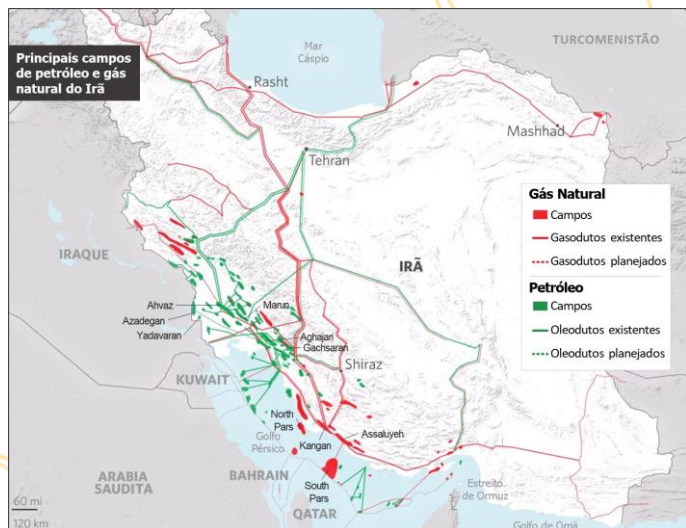 Principais campos
de petróleo e gás
natural do Irã
Mar
Cáspio
TURCOMENISTÃO
Rasht
Mashhad
Tehran
Gás Natural
Campos
Gasodutos existentes
Gasodutos planejados
Petróleo
Campos
Oleodutos existentes
Oleodutos planejados
IRAQUE
IRÃ
Ahvaz
Azadegan
Yadavaran
Marun
Aghajari
Gachsaran
Shiraz
KUWAIT
North
Pars
Golfo
Pérsico
Kangan
Assaluyeh
ARABIA
SAUDITA
BAHRAIN
South
Pars
QATAR
Estreito
de Ormuz
Golfo de Omã
60 mi
120 km